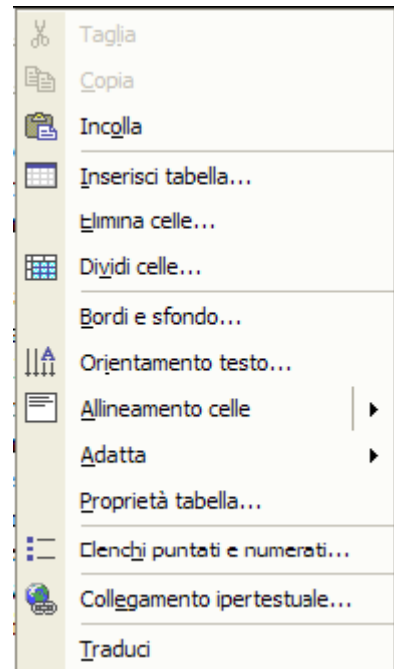 Taglia
Copia
Incolla
Inserisci tabella...
Elimina celle...
Dividi celle...
Bordi e sfondo...
Orientamento testo...
Allineamento celle
Adatta
Proprietà tabella...
Elenchi puntati e numerati...
Collegamento ipertestuale...
Traduci